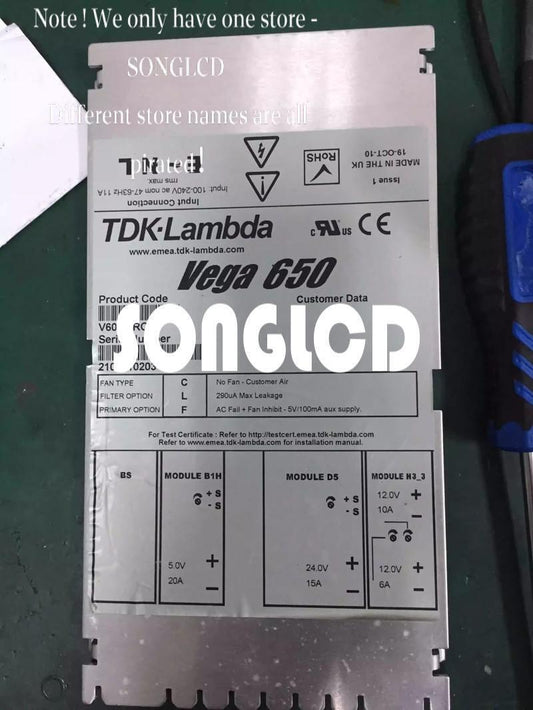 Note ! We only have one store -
SONGLCD
Different store names are all
pirated !
L N
Input Connection
Input: 100-240V ac nom 47-63Hz 11A
rms max
RoHS
Issue 1
MADE IN THE UK
19-OCT-10
TDK·Lambda
www.emea.tdk-lambda.com
c RU us CE
Vega 650
Product Code
Customer Data
SONGLCD
FAN TYPE C No Fan - Customer Air
FILTER OPTION L 290uA Max Leakage
PRIMARY OPTION F AC Fail + Fan Inhibit - 5V/100mA aux supply.
For Test Certificate : Refer to http://testcert.emea.tdk-lambda.com
Refer to www.emea.tdk-lambda.com for installation manual.
BS
MODULE B1H
+ S
- S
5.0V +
20A -
MODULE D5
+ S
- S
24.0V +
15A -
MODULE H3_3
12.0V +
10A -
12.0V +
6A -